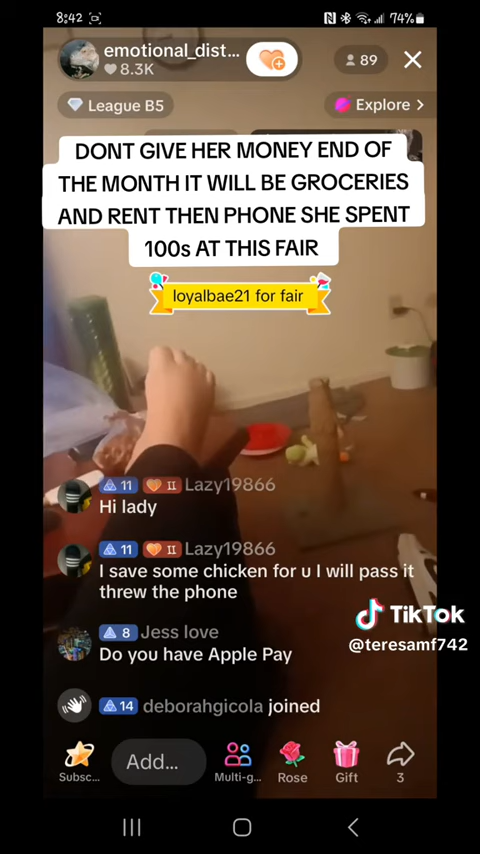 8:42
74%
emotional_dist...
8.3K
89
League B5
Explore >
DONT GIVE HER MONEY END OF
THE MONTH IT WILL BE GROCERIES
AND RENT THEN PHONE SHE SPENT
100s AT THIS FAIR
loyalbae21 for fair
11 II Lazy19866
Hi lady
11 II Lazy19866
I save some chicken for u I will pass it
threw the phone
8 Jess love
Do you have Apple Pay
14 deborahgicola joined
TikTok
@teresamf742
Add...
Subsc...
Multi-g...
Rose
Gift
3